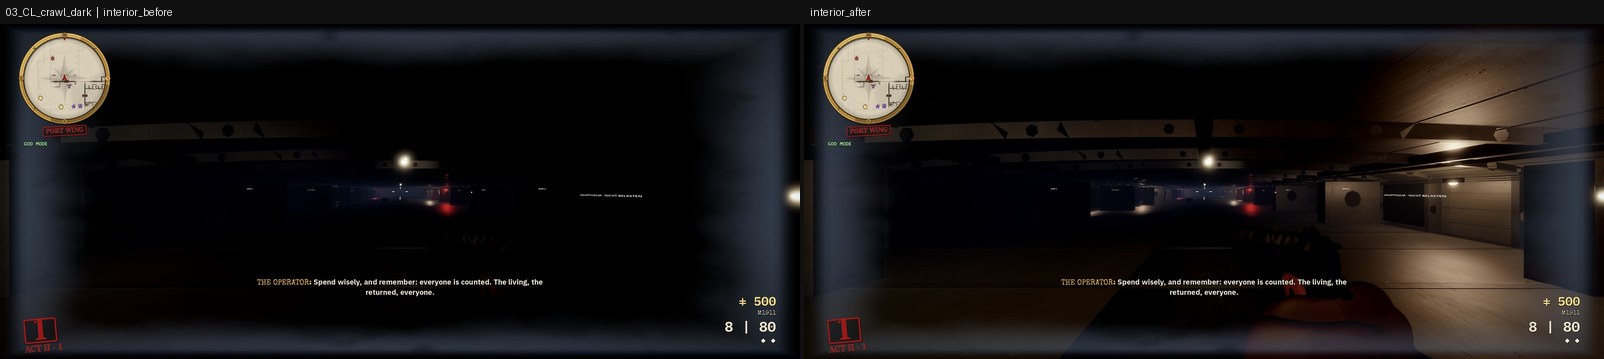 03_CL_crawl_dark | interior_before
PORT WING
GOD MODE
THE OPERATOR: Spend wisely, and remember: everyone is counted. The living, the
returned, everyone.
500
M1911
8 | 80
I
ACT II - 1
interior_after
PORT WING
GOD MODE
THE OPERATOR: Spend wisely, and remember: everyone is counted. The living, the
returned, everyone.
500
M1911
8 | 80
I
ACT II - 1